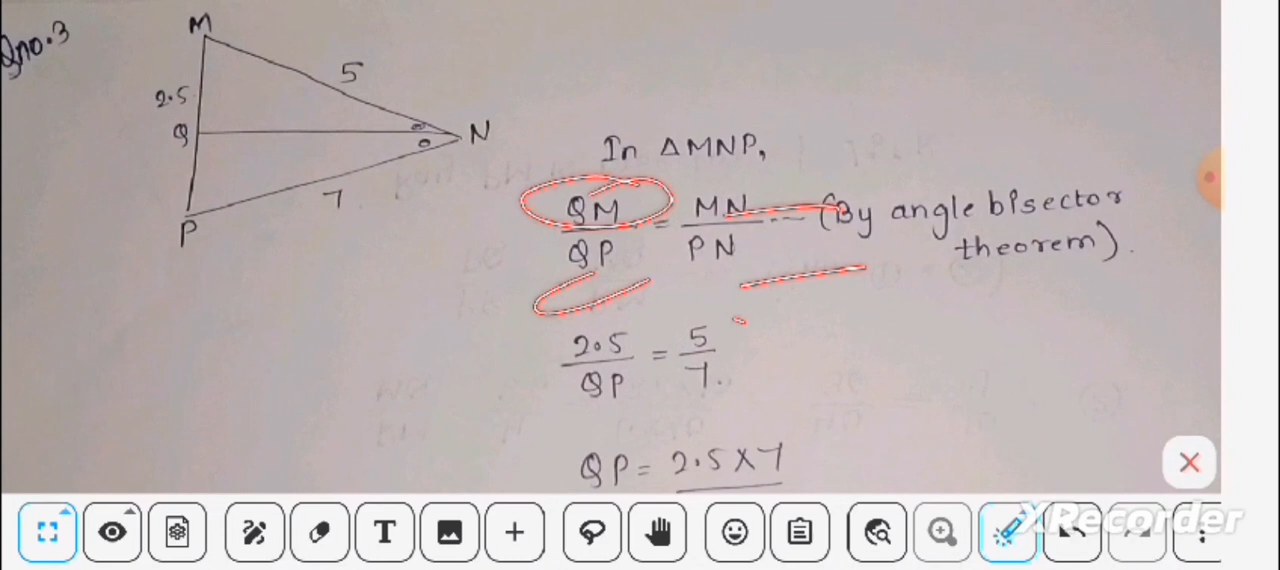 Qno.3
M
5
2.5
Q
N
7
P
In △MNP,
QM/QP = MN/PN --- (By angle bisector
theorem).
2.5/QP = 5/7.
QP = 2.5 × 7
T
XRecorder